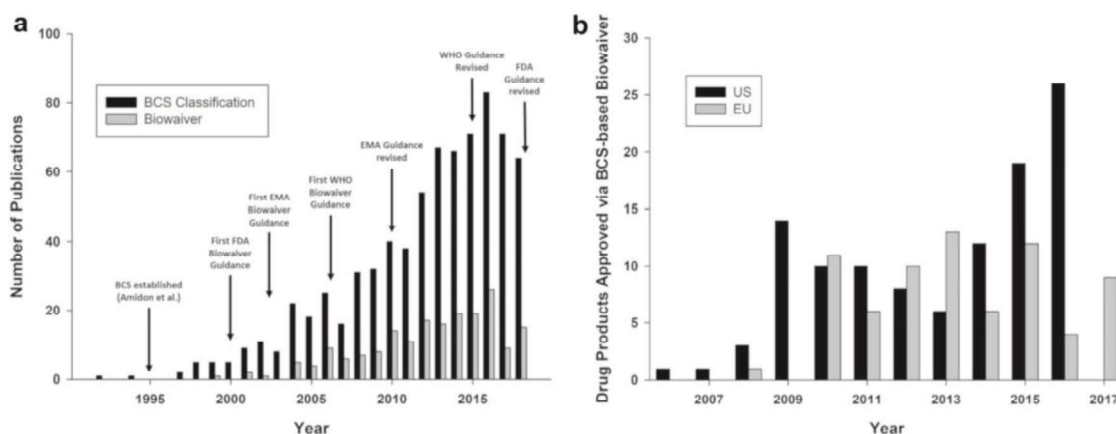 a
100
80
60
40
20
0
Number of Publications
BCS Classification
Biowaiver
BCS established
(Amidon et al.)
First FDA
Biowaiver
Guidance
First EMA
Biowaiver
Guidance
First WHO
Biowaiver
Guidance
EMA Guidance
revised
WHO Guidance
Revised
FDA
Guidance
revised
1995
2000
2005
2010
2015
Year
b
30
25
20
15
10
5
0
Drug Products Approved via BCS-based Biowaiver
US
EU
2007
2009
2011
2013
2015
2017
Year